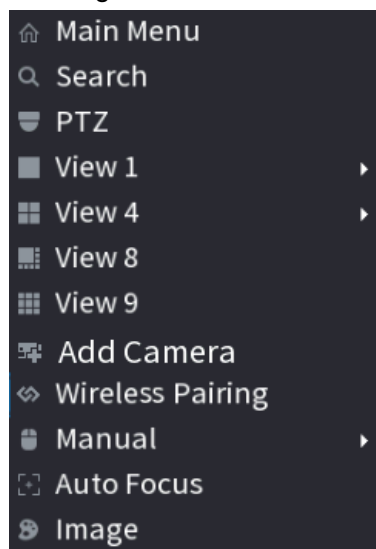 Main Menu
Search
PTZ
View 1
View 4
View 8
View 9
Add Camera
Wireless Pairing
Manual
Auto Focus
Image